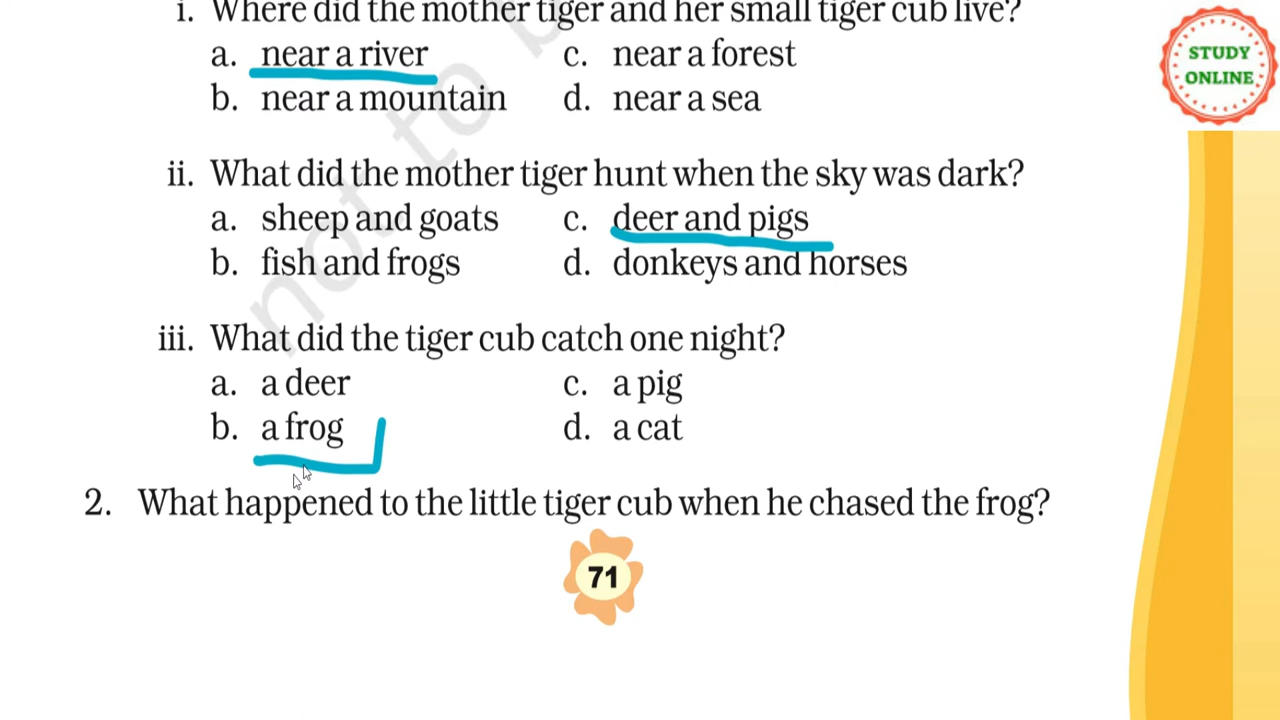 i. Where did the mother tiger and her small tiger cub live?
a. near a river c. near a forest
b. near a mountain d. near a sea
ii. What did the mother tiger hunt when the sky was dark?
a. sheep and goats c. deer and pigs
b. fish and frogs d. donkeys and horses
iii. What did the tiger cub catch one night?
a. a deer c. a pig
b. a frog d. a cat
2. What happened to the little tiger cub when he chased the frog?
71
STUDY
ONLINE
not to b